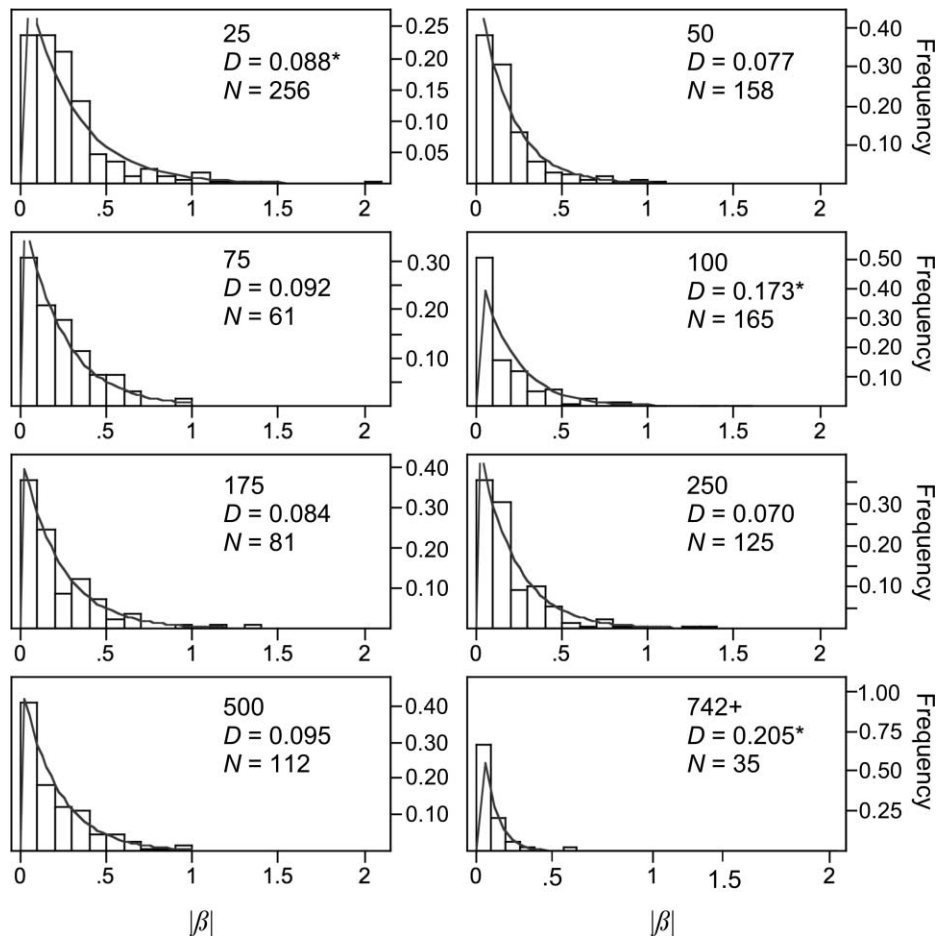 25
D = 0.088*
N = 256
0.25
0.20
0.15
0.10
0.05
0 .5 1 1.5 2
50
D = 0.077
N = 158
0.40
0.30
0.20
0.10
Frequency
0 .5 1 1.5 2
75
D = 0.092
N = 61
0.30
0.20
0.10
0 .5 1 1.5 2
100
D = 0.173*
N = 165
0.50
0.40
0.30
0.20
0.10
Frequency
0 .5 1 1.5 2
175
D = 0.084
N = 81
0.40
0.30
0.20
0.10
0 .5 1 1.5 2
250
D = 0.070
N = 125
0.30
0.20
0.10
Frequency
0 .5 1 1.5 2
500
D = 0.095
N = 112
0.40
0.30
0.20
0.10
0 .5 1 1.5 2
|β|
742+
D = 0.205*
N = 35
1.00
0.75
0.50
0.25
Frequency
0 .5 1 1.5 2
|β|